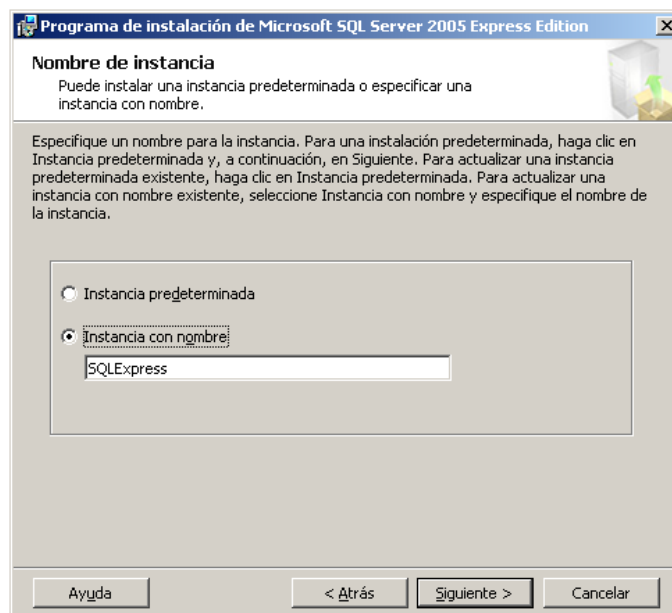 Programa de instalación de Microsoft SQL Server 2005 Express Edition
Nombre de instancia
Puede instalar una instancia predeterminada o especificar una
instancia con nombre.
Especifique un nombre para la instancia. Para una instalación predeterminada, haga clic en
Instancia predeterminada y, a continuación, en Siguiente. Para actualizar una instancia
predeterminada existente, haga clic en Instancia predeterminada. Para actualizar una
instancia con nombre existente, seleccione Instancia con nombre y especifique el nombre de
la instancia.
Instancia predeterminada
Instancia con nombre
SQLExpress
Ayuda
< Atrás
Siguiente >
Cancelar